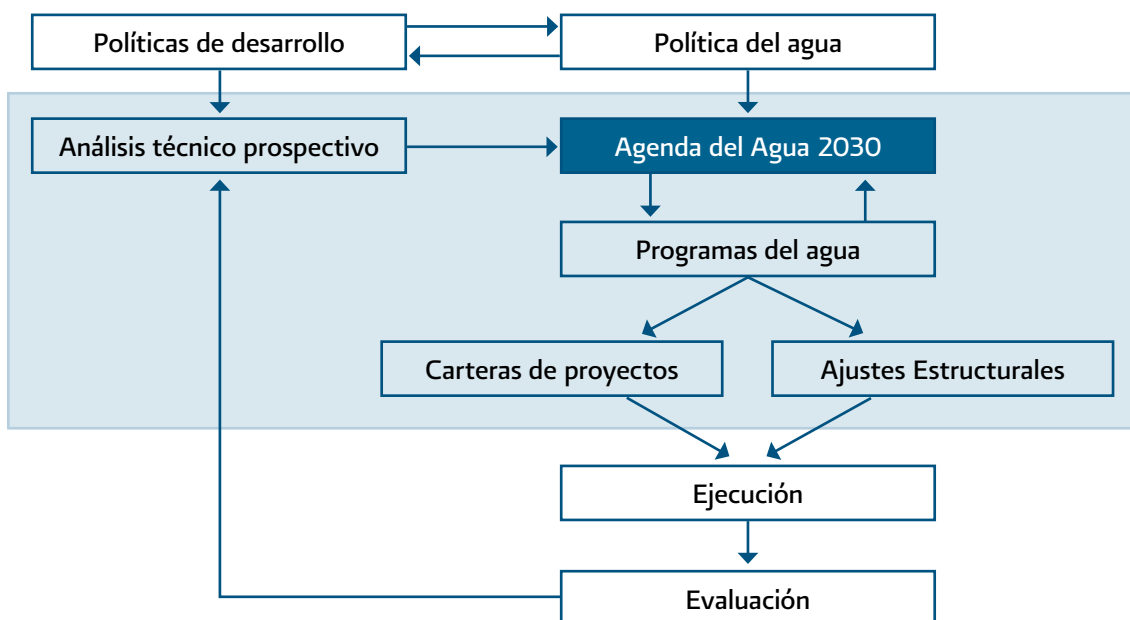 Políticas de desarrollo
Política del agua
Análisis técnico prospectivo
Agenda del Agua 2030
Programas del agua
Carteras de proyectos
Ajustes Estructurales
Ejecución
Evaluación